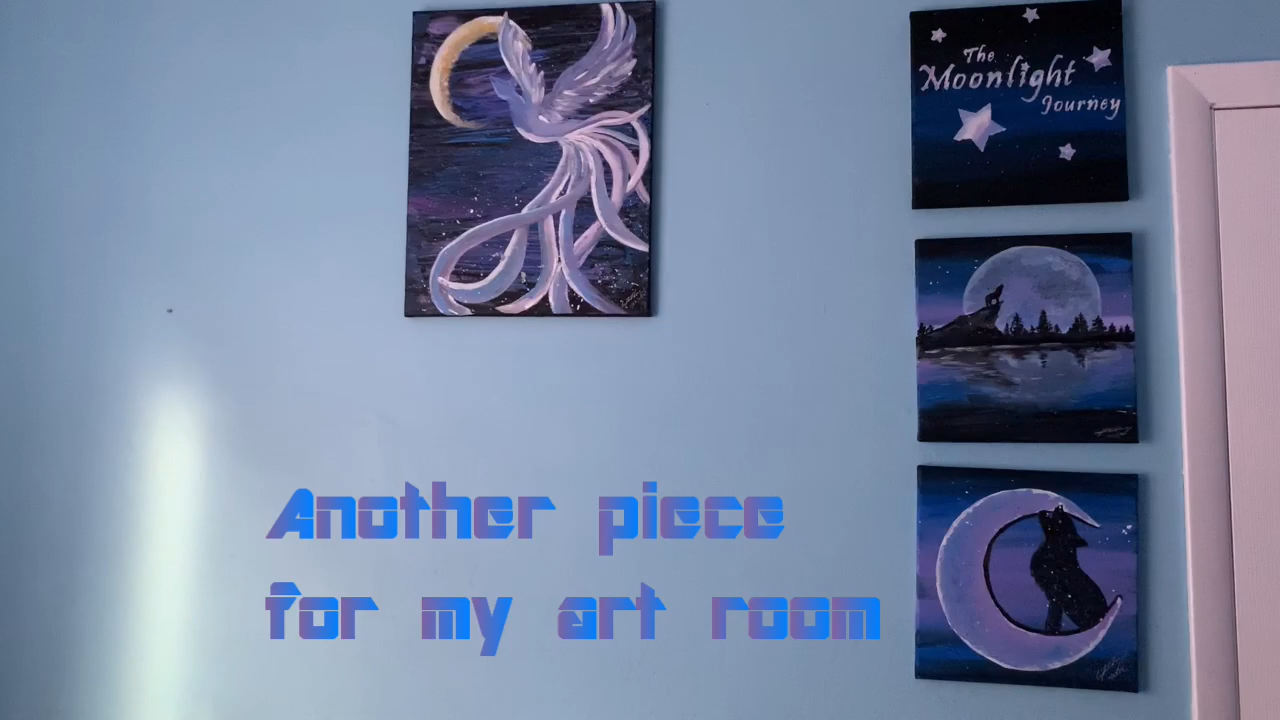 The
Moonlight
Journey
Another piece
for my art room